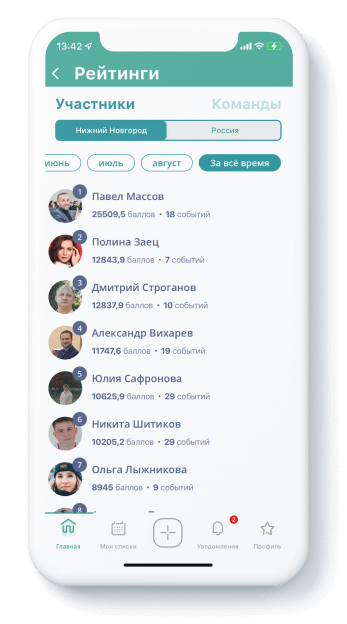 13:42
Рейтинги
Участники Команды
Нижний Новгород Россия
июнь июль август За всё время
1
Павел Массов
25509,5 баллов • 18 событий
2
Полина Заец
12843,9 баллов • 7 событий
3
Дмитрий Строганов
12837,9 баллов • 10 событий
4
Александр Вихарев
11747,6 баллов • 19 событий
5
Юлия Сафронова
10625,9 баллов • 29 событий
6
Никита Шитиков
10205,2 баллов • 29 событий
7
Ольга Лыжникова
8945 баллов • 9 событий
8
2
Главная Мои списки Уведомления Профиль